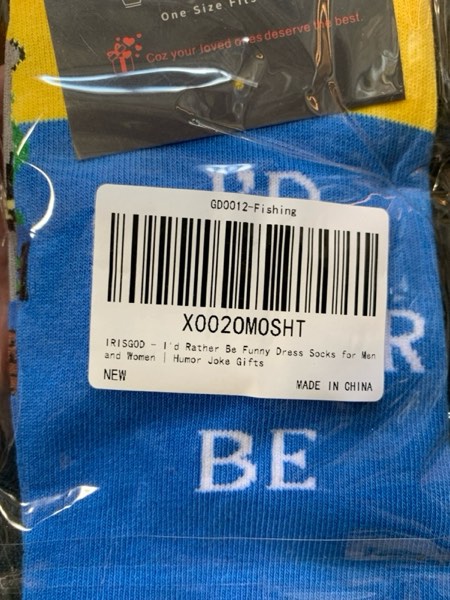 One Size Fits
Coz your loved ones deserve the best.
I'D
GD0012-Fishing
X0020M0SHT
IRISGOD - I'd Rather Be Funny Dress Socks for Men
and Women | Humor Joke Gifts
NEW
MADE IN CHINA
R
BE